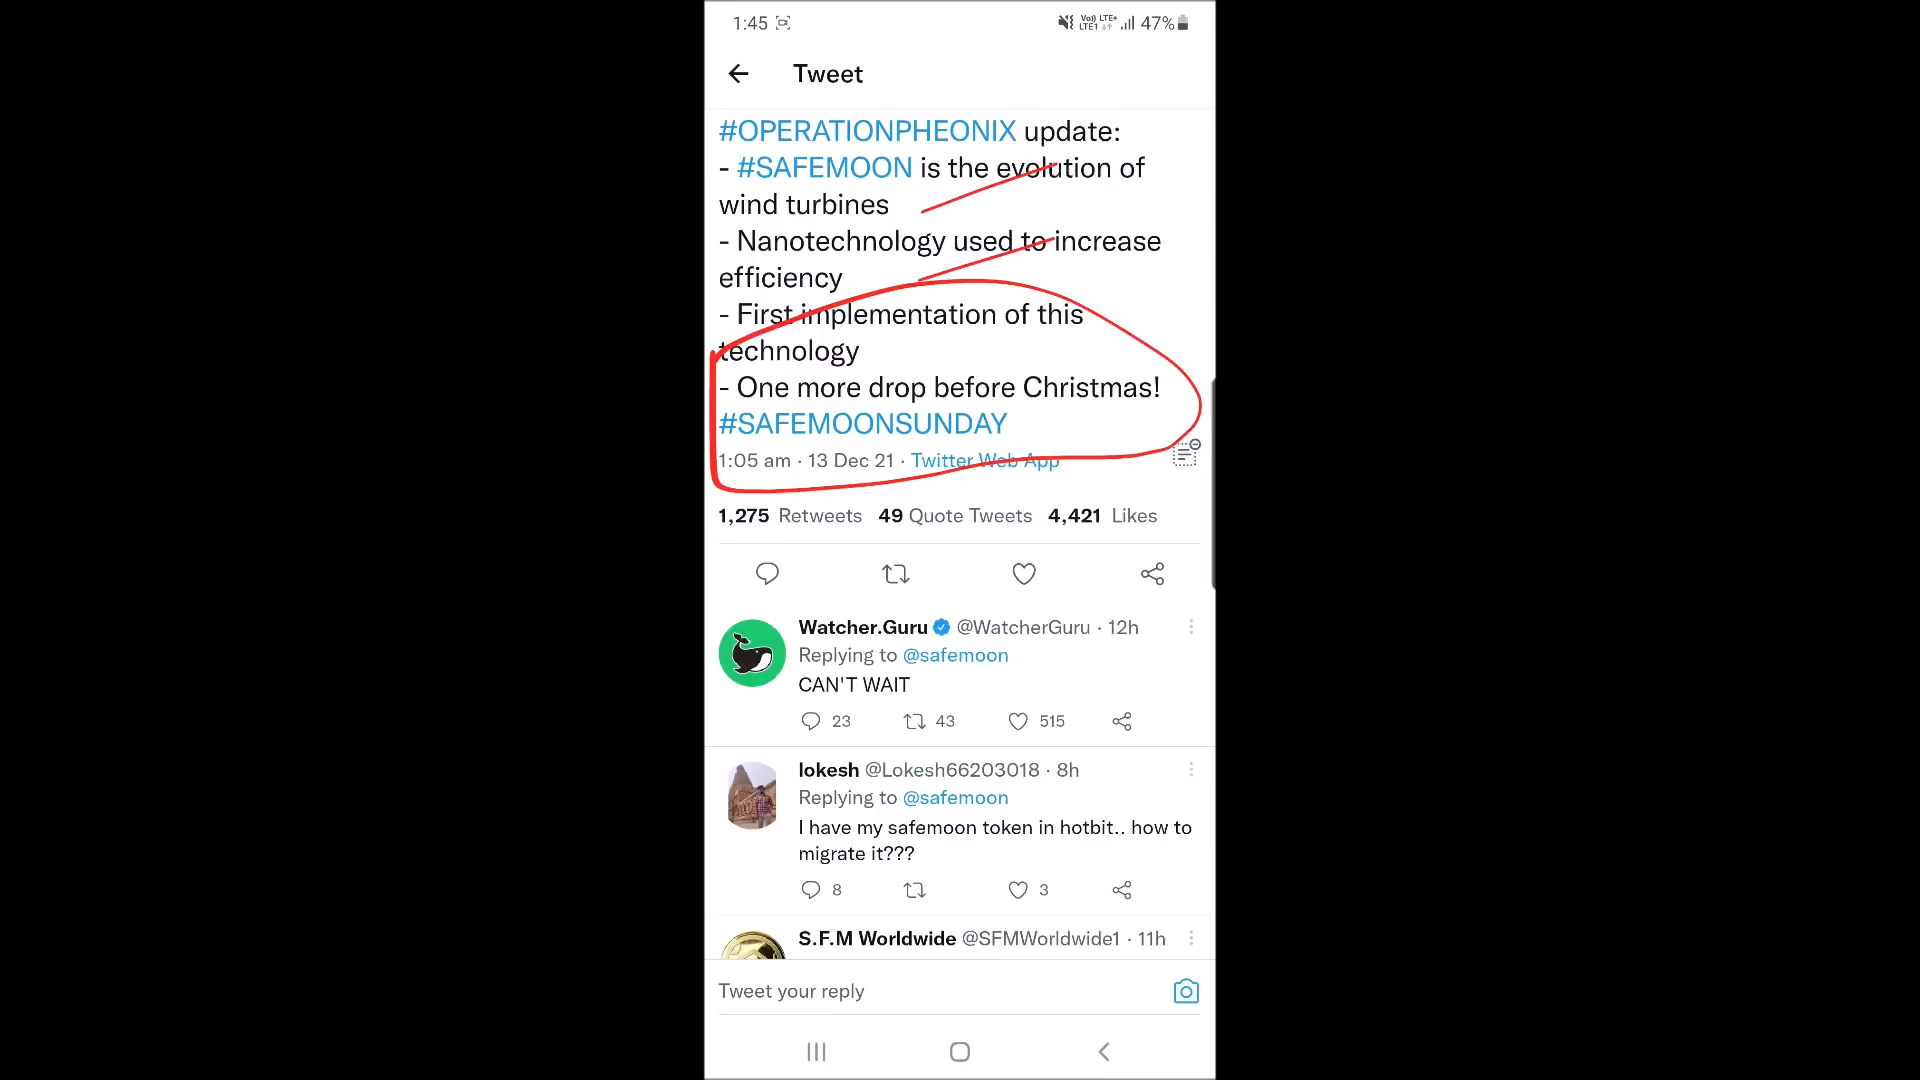 1:45
Vo) LTE+
LTE1
47%
Tweet
#OPERATIONPHEONIX update:
- #SAFEMOON is the evolution of
wind turbines
- Nanotechnology used to increase
efficiency
- First implementation of this
technology
- One more drop before Christmas!
#SAFEMOONSUNDAY
1:05 am · 13 Dec 21 · Twitter Web App
1,275 Retweets 49 Quote Tweets 4,421 Likes
Watcher.Guru @WatcherGuru · 12h
Replying to @safemoon
CAN'T WAIT
23 43 515
lokesh @Lokesh66203018 · 8h
Replying to @safemoon
I have my safemoon token in hotbit.. how to
migrate it???
8 3
S.F.M Worldwide @SFMWorldwide1 · 11h
Tweet your reply